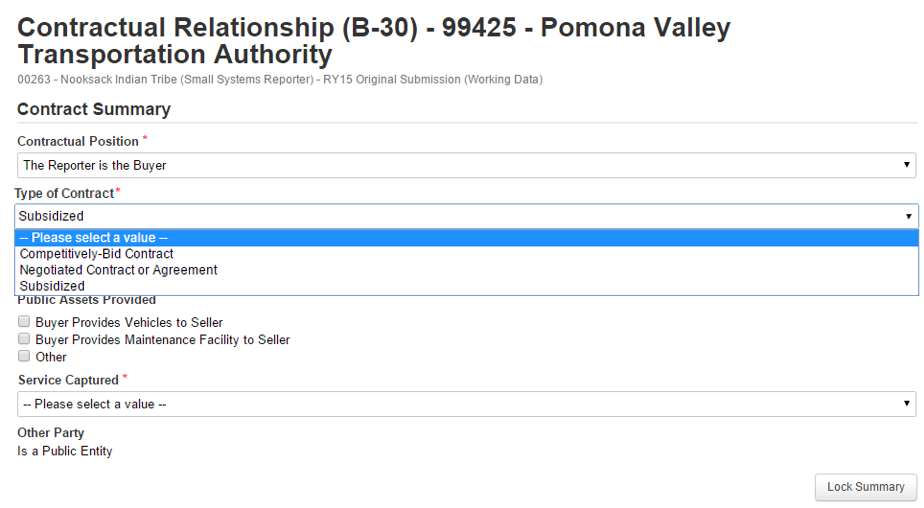 Contractual Relationship (B-30) - 99425 - Pomona Valley
Transportation Authority
00263 - Nooksack Indian Tribe (Small Systems Reporter) - RY15 Original Submission (Working Data)
Contract Summary
Contractual Position *
The Reporter is the Buyer
Type of Contract*
Subsidized
-- Please select a value --
Competitively-Bid Contract
Negotiated Contract or Agreement
Subsidized
Public Assets Provided
Buyer Provides Vehicles to Seller
Buyer Provides Maintenance Facility to Seller
Other
Service Captured *
-- Please select a value --
Other Party
Is a Public Entity
Lock Summary